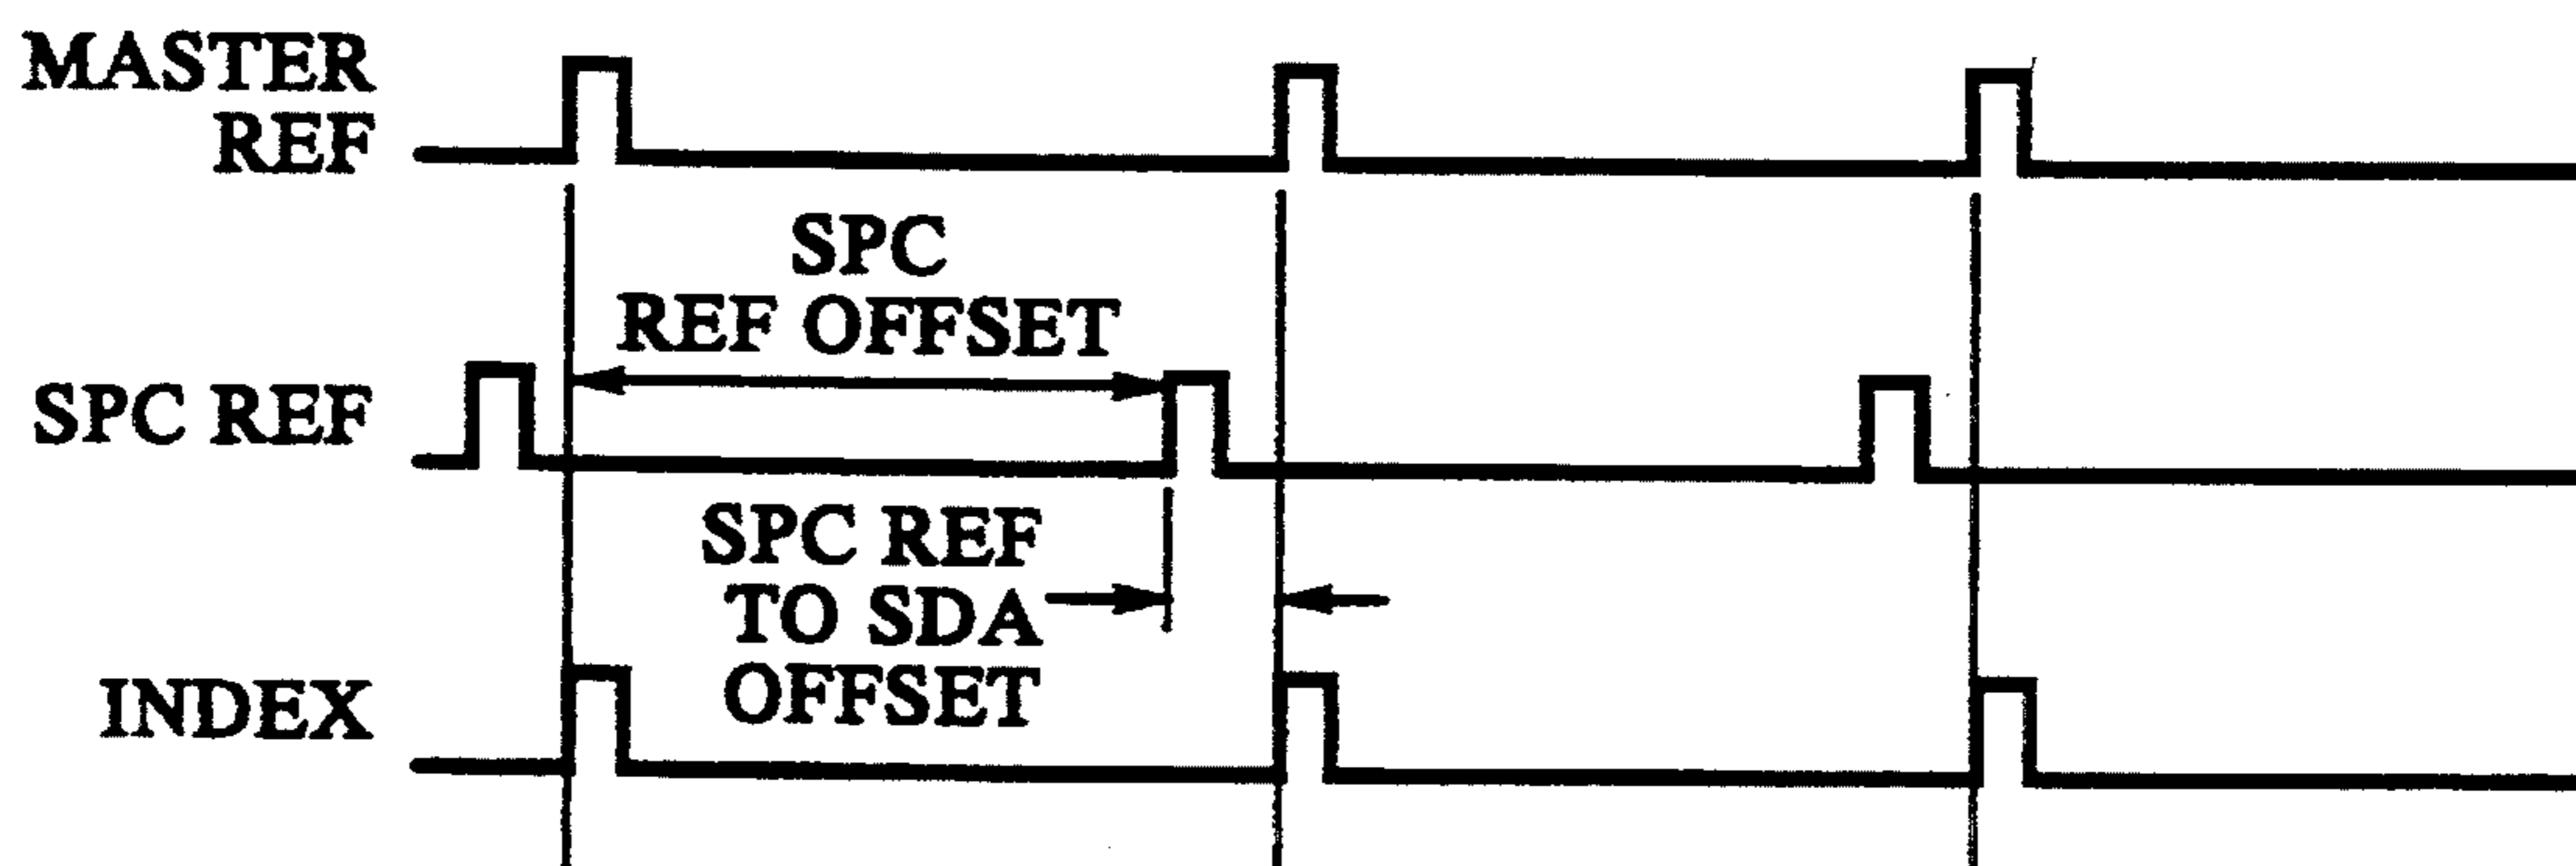 MASTER
REF
SPC
REF OFFSET
SPC REF
SPC REF
TO SDA
OFFSET
INDEX